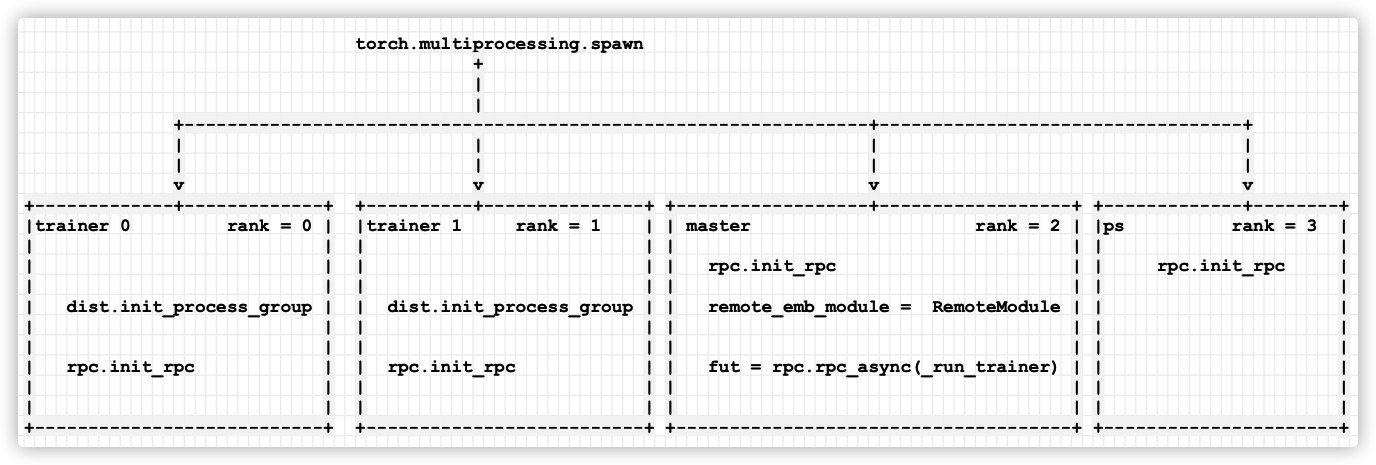 torch.multiprocessing.spawn
trainer 0 rank = 0
dist.init_process_group
rpc.init_rpc
trainer 1 rank = 1
dist.init_process_group
rpc.init_rpc
master rank = 2
rpc.init_rpc
remote_emb_module = RemoteModule
fut = rpc.rpc_async(_run_trainer)
ps rank = 3
rpc.init_rpc